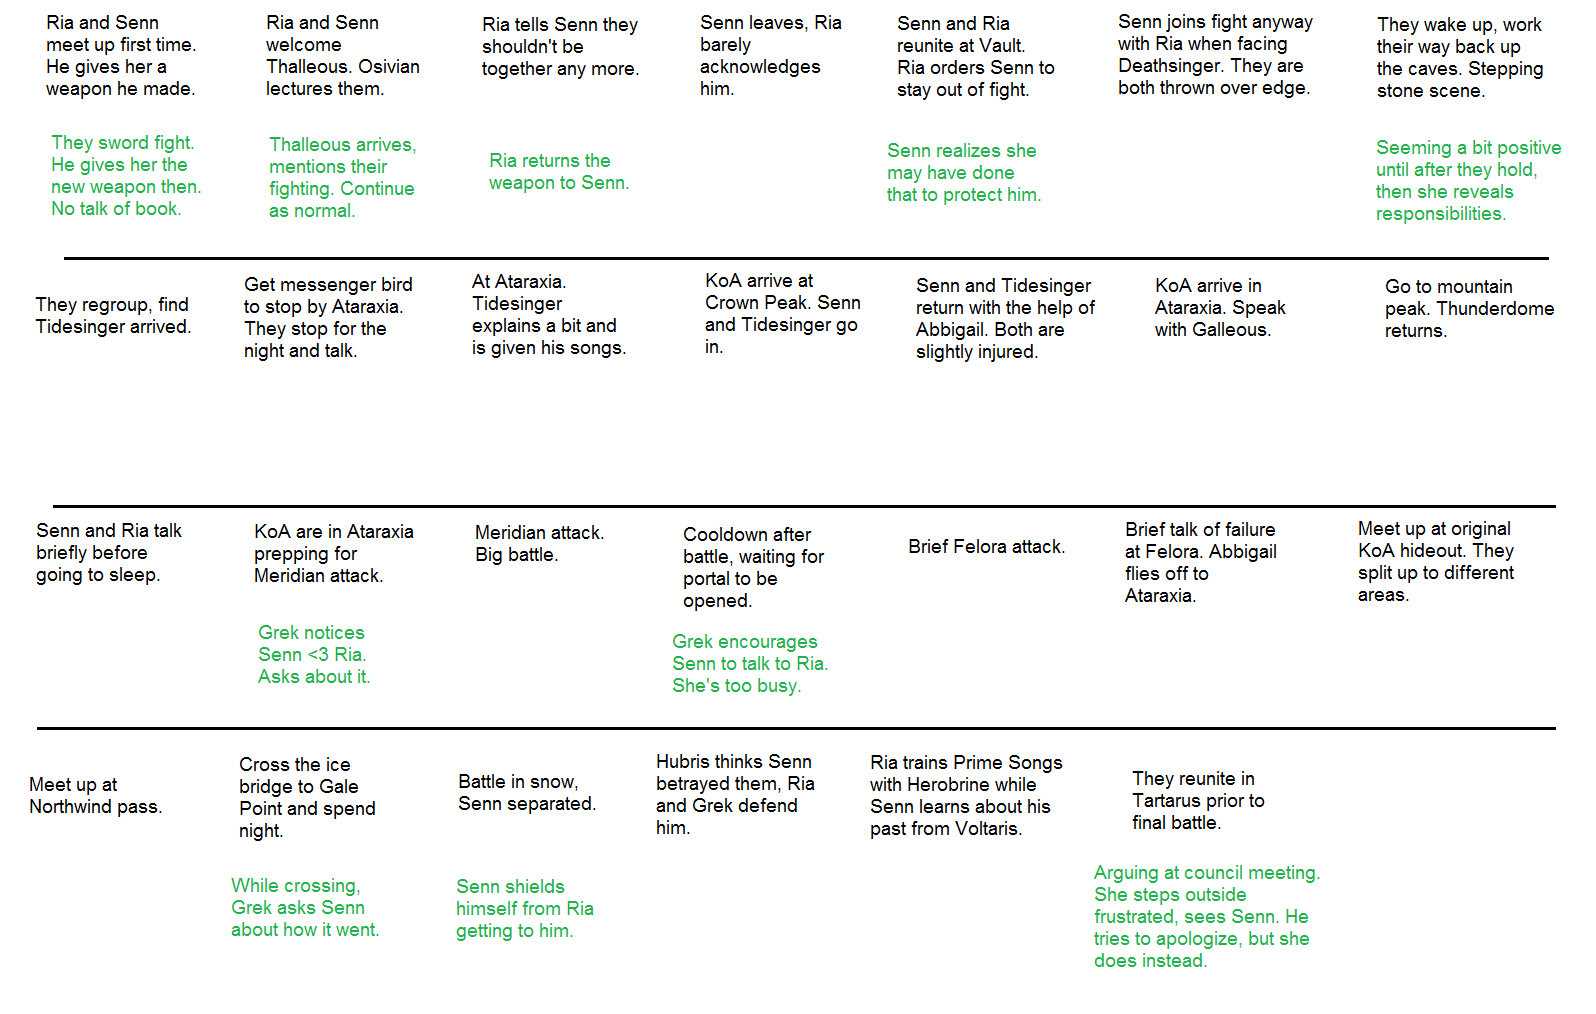 Ria and Senn
meet up first time.
He gives her a
weapon he made.
They sword fight.
He gives her the
new weapon then.
No talk of book.
Ria and Senn
welcome
Thalleous. Osivian
lectures them.
Thalleous arrives,
mentions their
fighting. Continue
as normal.
Ria tells Senn they
shouldn't be
together any more.
Ria returns the
weapon to Senn.
Senn leaves, Ria
barely
acknowledges
him.
Senn and Ria
reunite at Vault.
Ria orders Senn to
stay out of fight.
Senn realizes she
may have done
that to protect him.
Senn joins fight anyway
with Ria when facing
Deathsinger. They are
both thrown over edge.
They wake up, work
their way back up
the caves. Stepping
stone scene.
Seeming a bit positive
until after they hold,
then she reveals
responsibilities.
They regroup, find
Tidesinger arrived.
Get messenger bird
to stop by Ataraxia.
They stop for the
night and talk.
At Ataraxia.
Tidesinger
explains a bit and
is given his songs.
KoA arrive at
Crown Peak. Senn
and Tidesinger go
in.
Senn and Tidesinger
return with the help of
Abbigail. Both are
slightly injured.
KoA arrive in
Ataraxia. Speak
with Galleous.
Go to mountain
peak. Thunderdome
returns.
Senn and Ria talk
briefly before
going to sleep.
KoA are in Ataraxia
prepping for
Meridian attack.
Grek notices
Senn <3 Ria.
Asks about it.
Meridian attack.
Big battle.
Cooldown after
battle, waiting for
portal to be
opened.
Grek encourages
Senn to talk to Ria.
She's too busy.
Brief Felora attack.
Brief talk of failure
at Felora. Abbigail
flies off to
Ataraxia.
Meet up at original
KoA hideout. They
split up to different
areas.
Meet up at
Northwind pass.
Cross the ice
bridge to Gale
Point and spend
night.
While crossing,
Grek asks Senn
about how it went.
Battle in snow,
Senn separated.
Senn shields
himself from Ria
getting to him.
Hubris thinks Senn
betrayed them, Ria
and Grek defend
him.
Ria trains Prime Songs
with Herobrine while
Senn learns about his
past from Voltaris.
They reunite in
Tartarus prior to
final battle.
Arguing at council meeting.
She steps outside
frustrated, sees Senn. He
tries to apologize, but she
does instead.